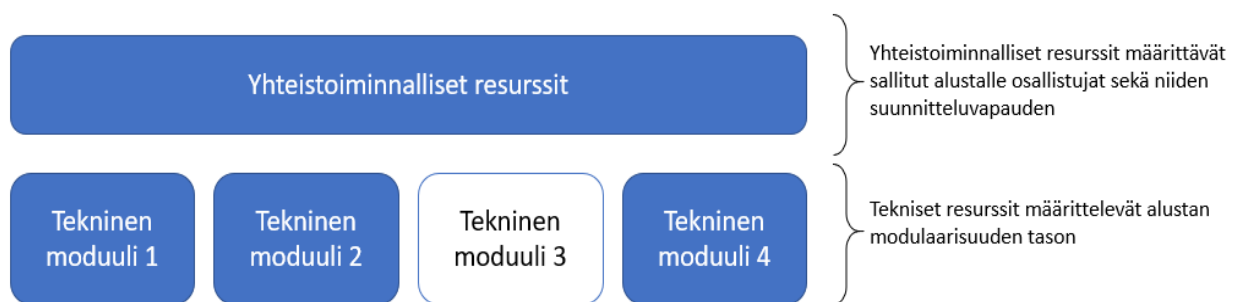 Yhteistoiminnalliset resurssit
Yhteistoiminnalliset resurssit määrittävät
sallitut alustalle osallistujat sekä niiden
suunnitteluvapauden
Tekninen
moduuli 1
Tekninen
moduuli 2
Tekninen
moduuli 3
Tekninen
moduuli 4
Tekniset resurssit määrittelevät alustan
modulaarisuuden tason